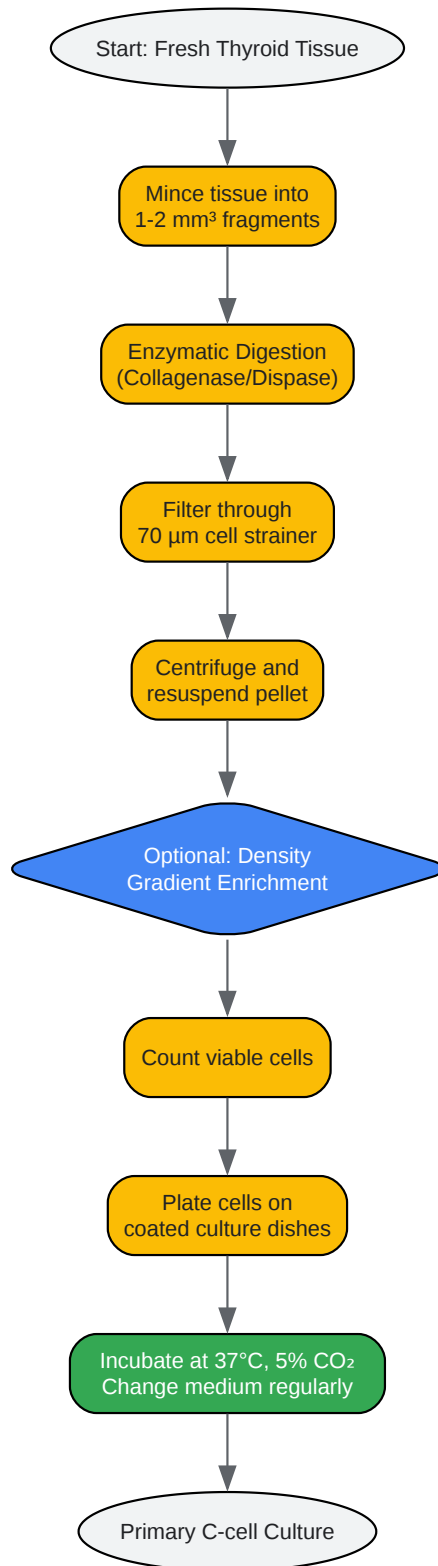 Start: Fresh Thyroid Tissue
Mince tissue into
1-2 mm³ fragments
Enzymatic Digestion
(Collagenase/Dispase)
Filter through
70 µm cell strainer
Centrifuge and
resuspend pellet
Optional: Density
Gradient Enrichment
Count viable cells
Plate cells on
coated culture dishes
Incubate at 37°C, 5% CO₂
Change medium regularly
Primary C-cell Culture